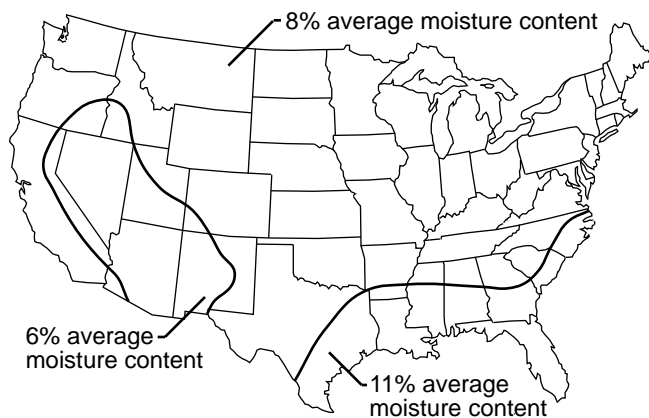 8% average moisture content
6% average
moisture content
11% average
moisture content